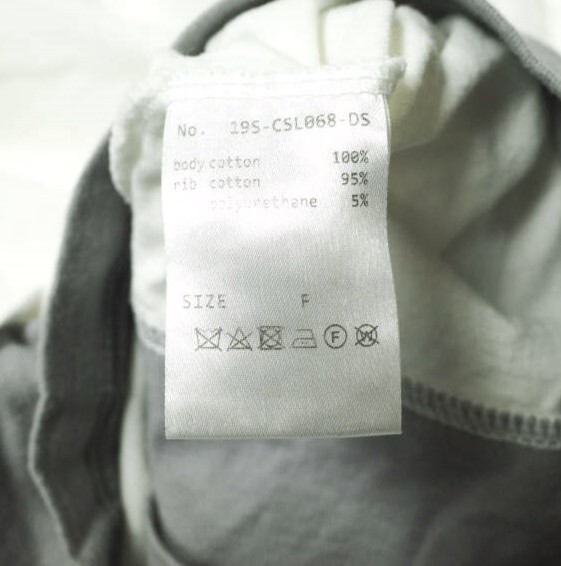 No. 19S-CSL068-DS
body cotton 100%
rib cotton 95%
polyurethane 5%
SIZE F
F W